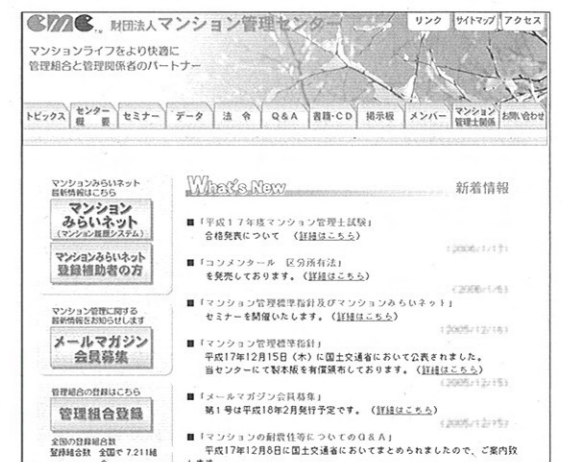 cmc 財団法人マンション管理センター
リンク サイトマップ アクセス
マンションライフをより快適に
管理組合と管理関係者のパートナー
トピックス センター概要 セミナー データ 法令 Q&A 書籍・CD 掲示板 メンバー マンション管理士関係 お問い合わせ
マンションみらいネット
最新情報はこちら
マンション
みらいネット
(マンション履歴システム)
マンションみらいネット
登録補助者の方
マンション管理に関する
最新情報をお知らせします
メールマガジン
会員募集
管理組合の登録はこちら
管理組合登録
全国の登録組合数
登録組合数 全国で 7,211組
What's New 新着情報
■「平成17年度マンション管理士試験」
合格発表について (詳細はこちら)
■「コンメンタール 区分所有法」
を発売しております。(詳細はこちら)
(2006/1/5)
■「マンション管理標準指針及びマンションみらいネット」
セミナーを開催いたします。(詳細はこちら)
■「マンション管理標準指針」
平成17年12月15日(木)に国土交通省において公表されました。
当センターにて製本版を有償頒布しております。(詳細はこちら)
(2005/12/15)
■「メールマガジン会員募集」
第1号は平成18年2月発行予定です。(詳細はこちら)
(2005/12/15)
■「マンションの耐震性等についてのQ&A」
平成17年12月8日に国土交通省においてまとめられましたので、ご案内致